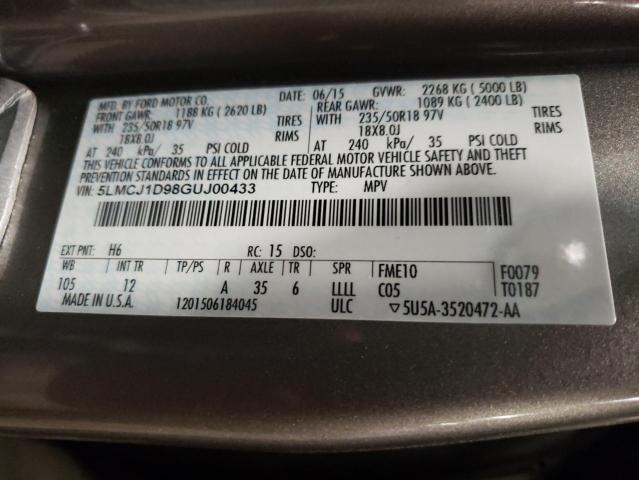 MFD. BY FORD MOTOR CO.
DATE: 06/15 GVWR: 2268 KG ( 5000 LB)
FRONT GAWR: 1188 KG ( 2620 LB)
REAR GAWR: 1089 KG ( 2400 LB)
WITH 235/50R18 97V TIRES
WITH 235/50R18 97V TIRES
18X8.0J RIMS
18X8.0J RIMS
AT 240 kPa/ 35 PSI COLD
AT 240 kPa/ 35 PSI COLD
THIS VEHICLE CONFORMS TO ALL APPLICABLE FEDERAL MOTOR VEHICLE SAFETY AND THEFT
PREVENTION STANDARDS IN EFFECT ON THE DATE OF MANUFACTURE SHOWN ABOVE.
VIN: 5LMCJ1D98GUJ00433 TYPE: MPV
EXT PNT: H6 RC: 15 DSO:
WB INT TR TP/PS R AXLE TR SPR FME10 F0079
105 12 A 35 6 LLLL C05 T0187
MADE IN U.S.A. 1201506184045 ULC ▽5U5A-3520472-AA